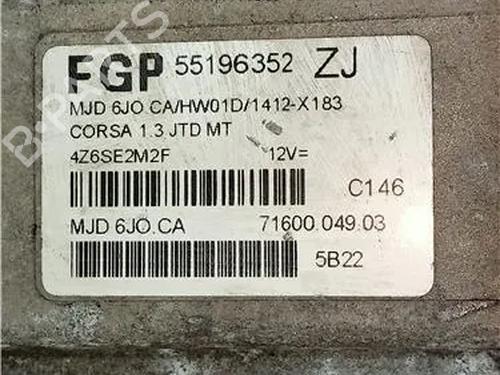 FGP 55196352 ZJ
MJD 6JO.CA/HW01D/1412-X183
CORSA 1.3 JTD MT
4Z6SE2M2F 12V=
C146
MJD 6JO.CA 71600.049.03
5B22
B-PARTS